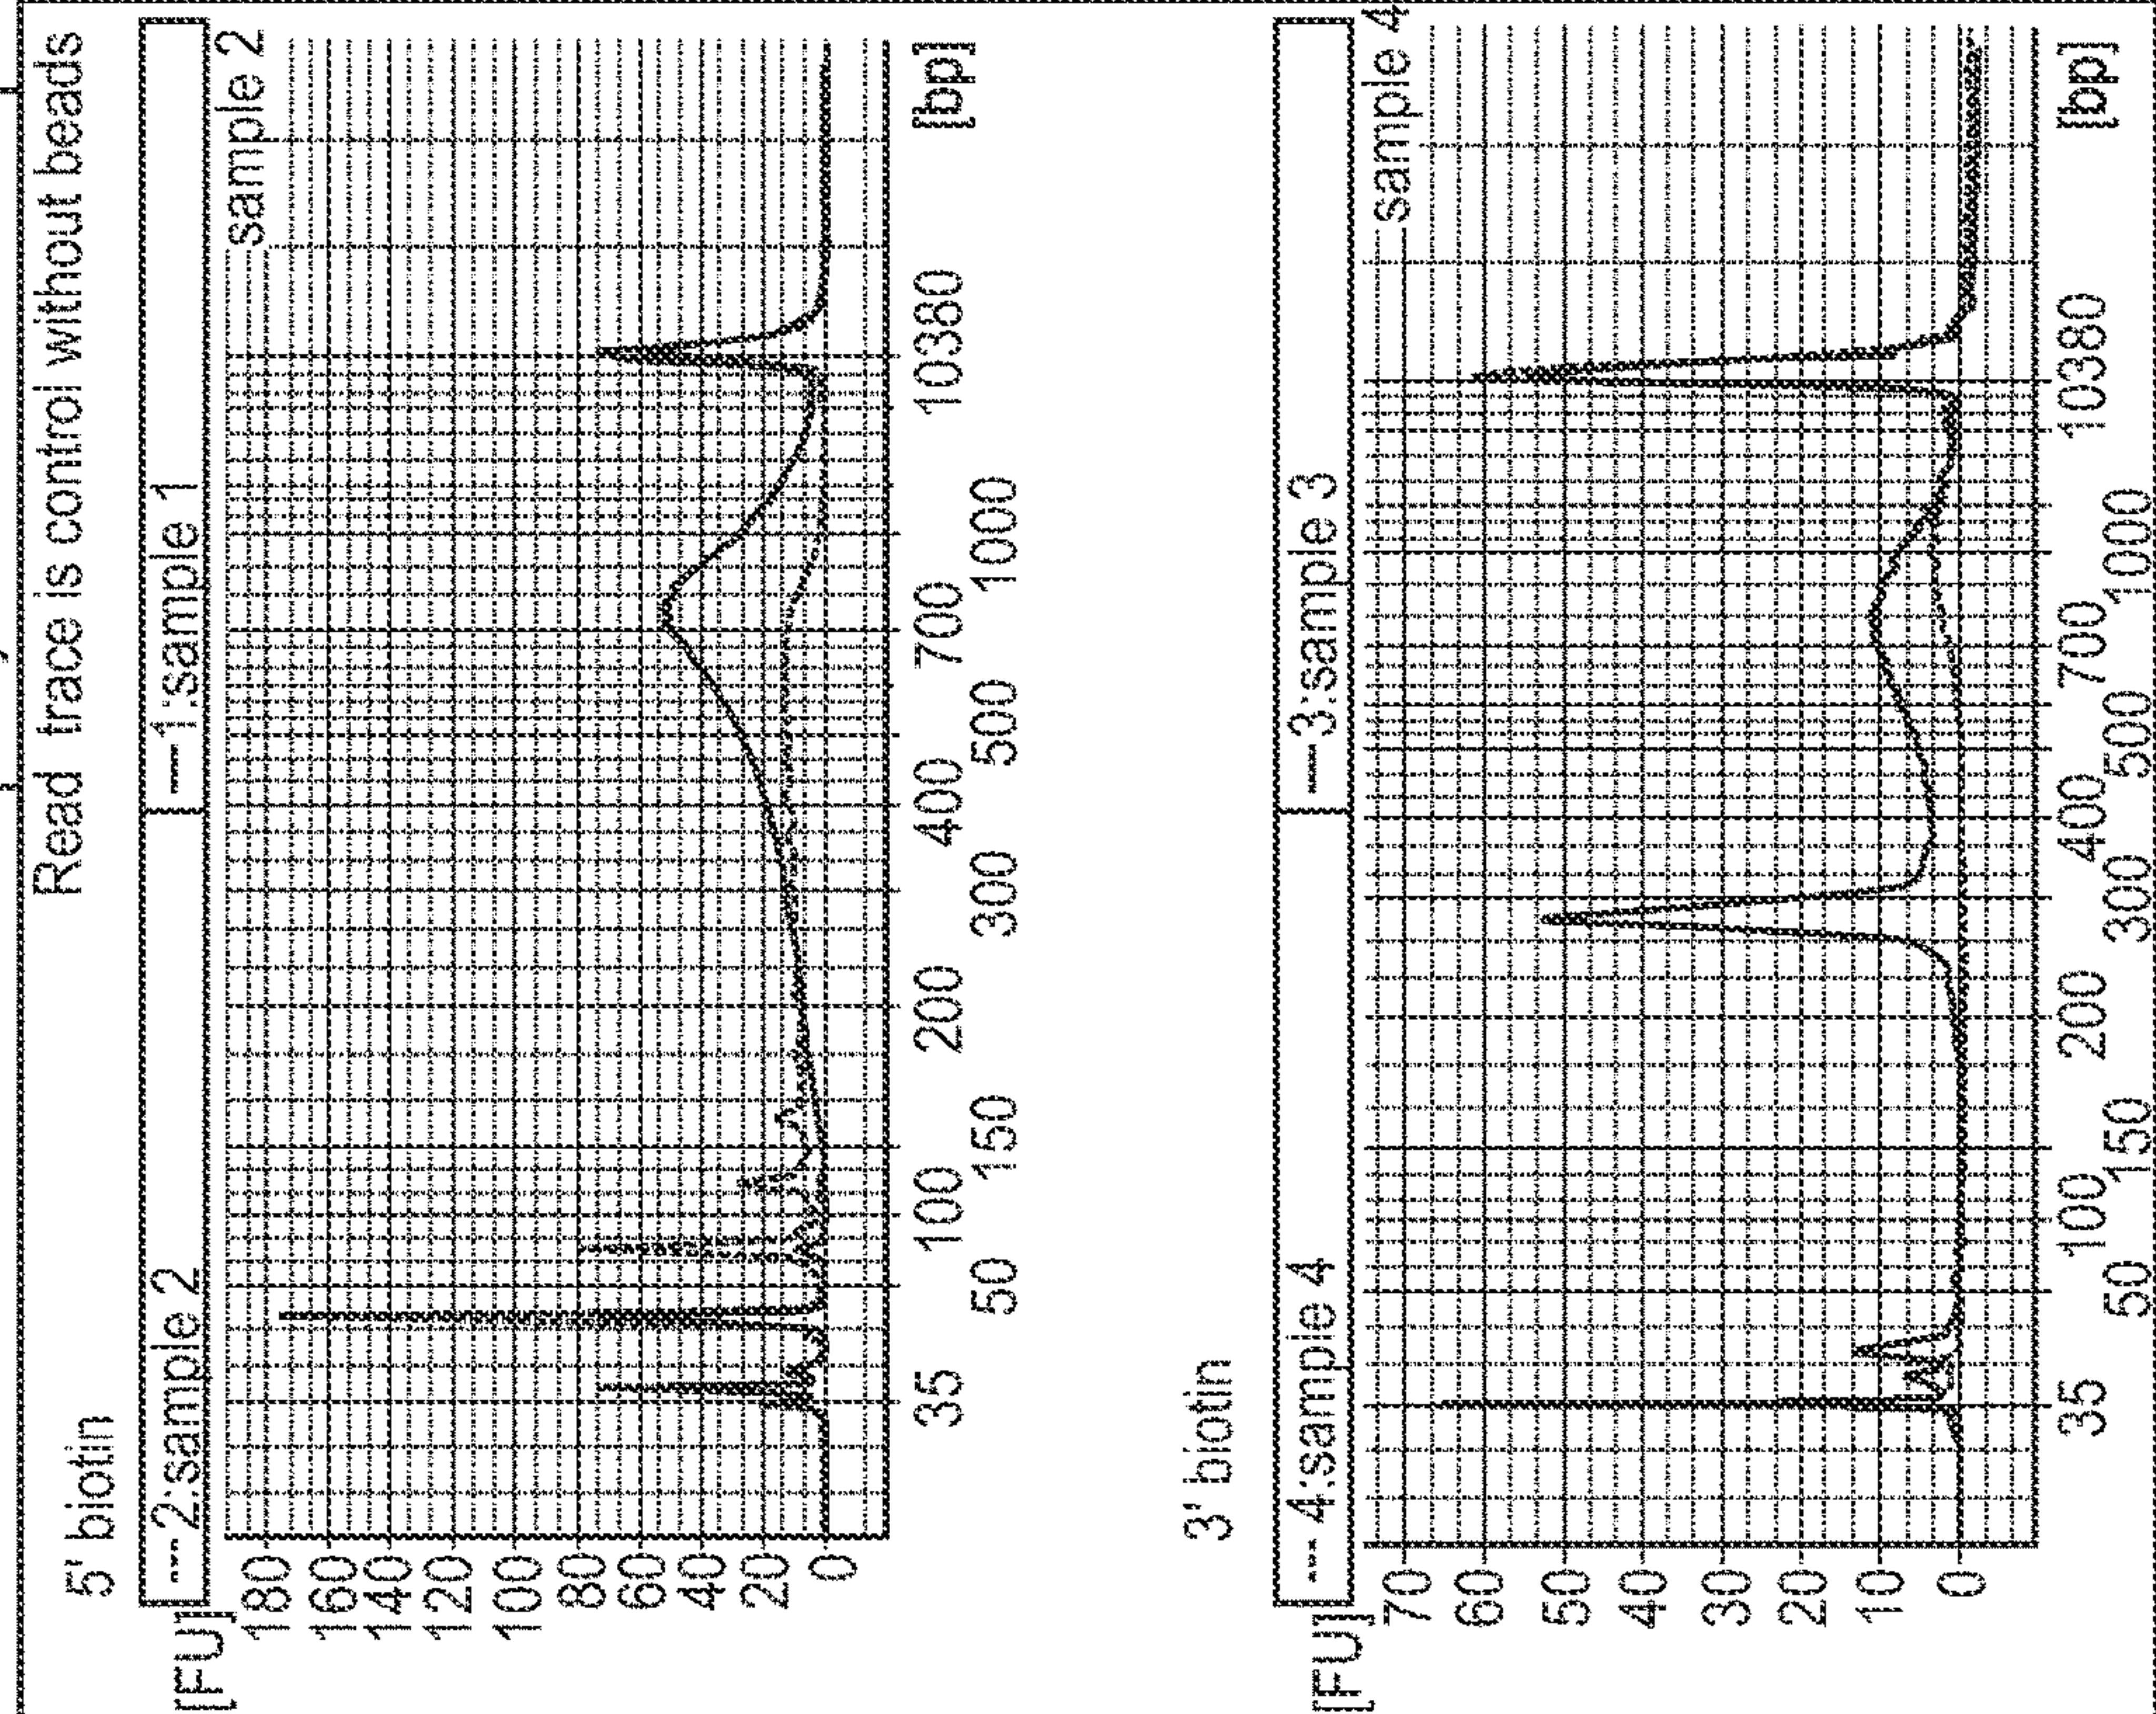 Read trace is control without beads
5' biotin
---2:sample 2
—1:sample 1
[FU]
sample 2
180
160
140
120
100
80
60
40
20
0
35 100 200 400 700 10380 [bp]
50 150 300 500 1000
3' biotin
--- 4:sample 4
—3:sample 3
[FU]
sample 4
70
60
50
40
30
20
10
0
35 100 200 400 700 10380 [bp]
50 150 300 500 1000